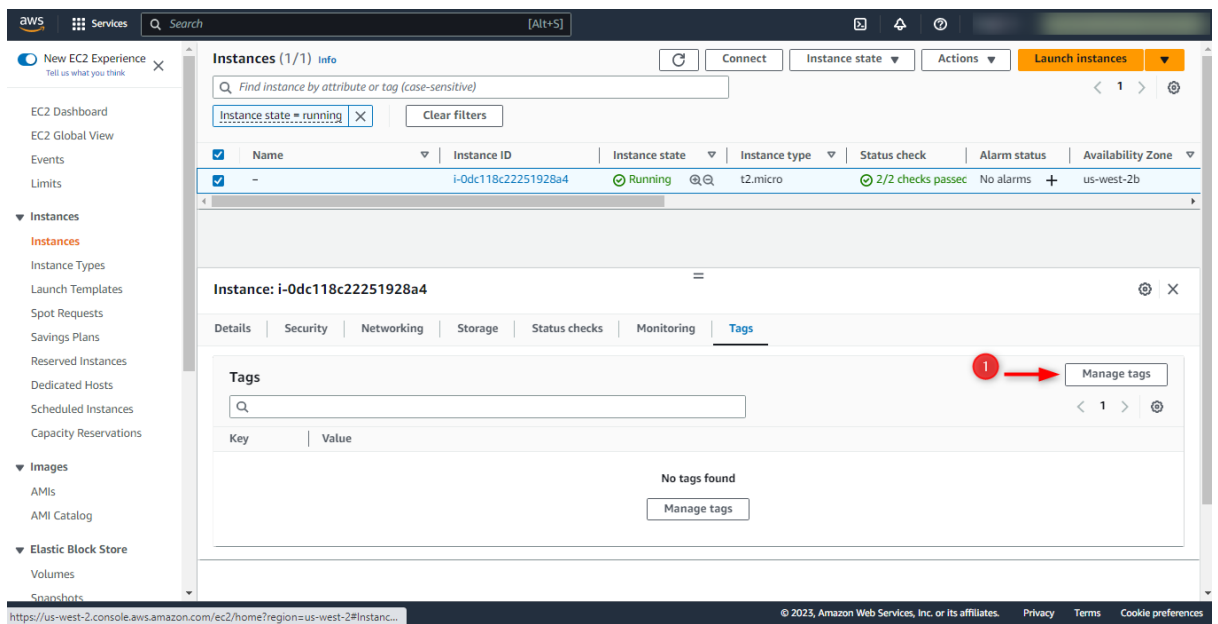 aws Services Search [Alt+S]
New EC2 Experience
Tell us what you think
EC2 Dashboard
EC2 Global View
Events
Limits
Instances
Instances
Instance Types
Launch Templates
Spot Requests
Savings Plans
Reserved Instances
Dedicated Hosts
Scheduled Instances
Capacity Reservations
Images
AMIs
AMI Catalog
Elastic Block Store
Volumes
Snapshots
Instances (1/1) Info
Connect Instance state Actions Launch instances
Find instance by attribute or tag (case-sensitive)
1
Instance state = running Clear filters
Name Instance ID Instance state Instance type Status check Alarm status Availability Zone
– i-0dc118c22251928a4 Running t2.micro 2/2 checks passec No alarms + us-west-2b
Instance: i-0dc118c22251928a4
Details Security Networking Storage Status checks Monitoring Tags
Tags 1 Manage tags
1
Key Value
No tags found
Manage tags
https://us-west-2.console.aws.amazon.com/ec2/home?region=us-west-2#Instanc...
© 2023, Amazon Web Services, Inc. or its affiliates. Privacy Terms Cookie preferences